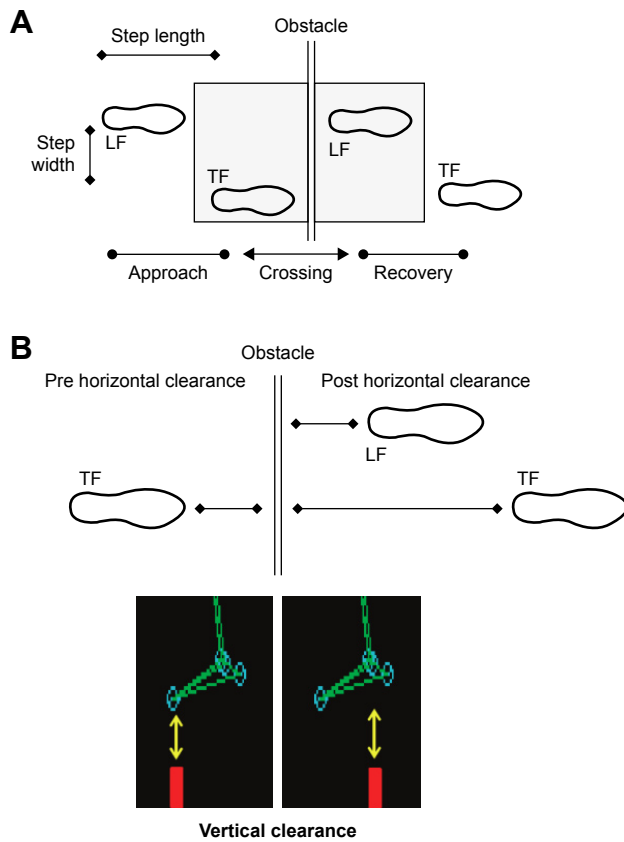 A
Obstacle
Step length
Step
width
LF
TF
LF
TF
Approach
Crossing
Recovery
B
Obstacle
Pre horizontal clearance
Post horizontal clearance
LF
TF
TF
Vertical clearance